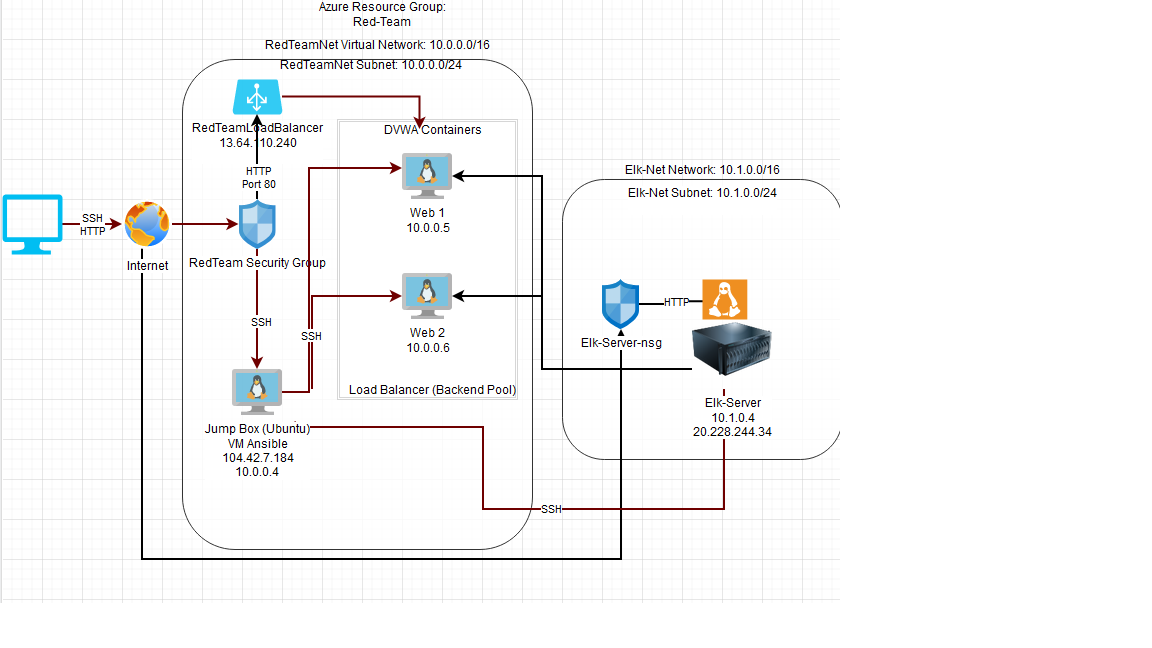 Azure Resource Group:
Red-Team
RedTeamNet Virtual Network: 10.0.0.0/16
RedTeamNet Subnet: 10.0.0.0/24
RedTeamLoadBalancer
13.64.110.240
DVWA Containers
HTTP
Port 80
Web 1
10.0.0.5
SSH
HTTP
Internet
RedTeam Security Group
SSH
SSH
Web 2
10.0.0.6
Load Balancer (Backend Pool)
Jump Box (Ubuntu)
VM Ansible
104.42.7.184
10.0.0.4
Elk-Net Network: 10.1.0.0/16
Elk-Net Subnet: 10.1.0.0/24
HTTP
Elk-Server-nsg
Elk-Server
10.1.0.4
20.228.244.34
SSH